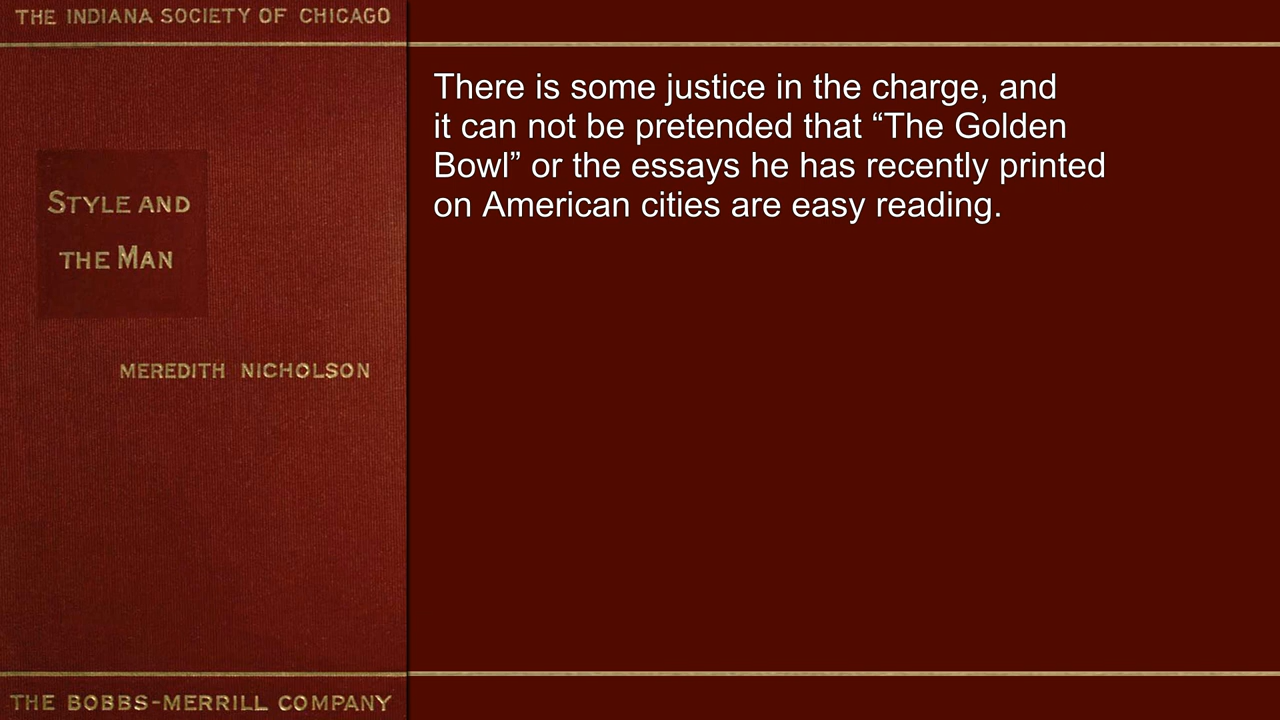 THE INDIANA SOCIETY OF CHICAGO
STYLE AND
THE MAN
MEREDITH NICHOLSON
THE BOBBS-MERRILL COMPANY
There is some justice in the charge, and
it can not be pretended that “The Golden
Bowl” or the essays he has recently printed
on American cities are easy reading.